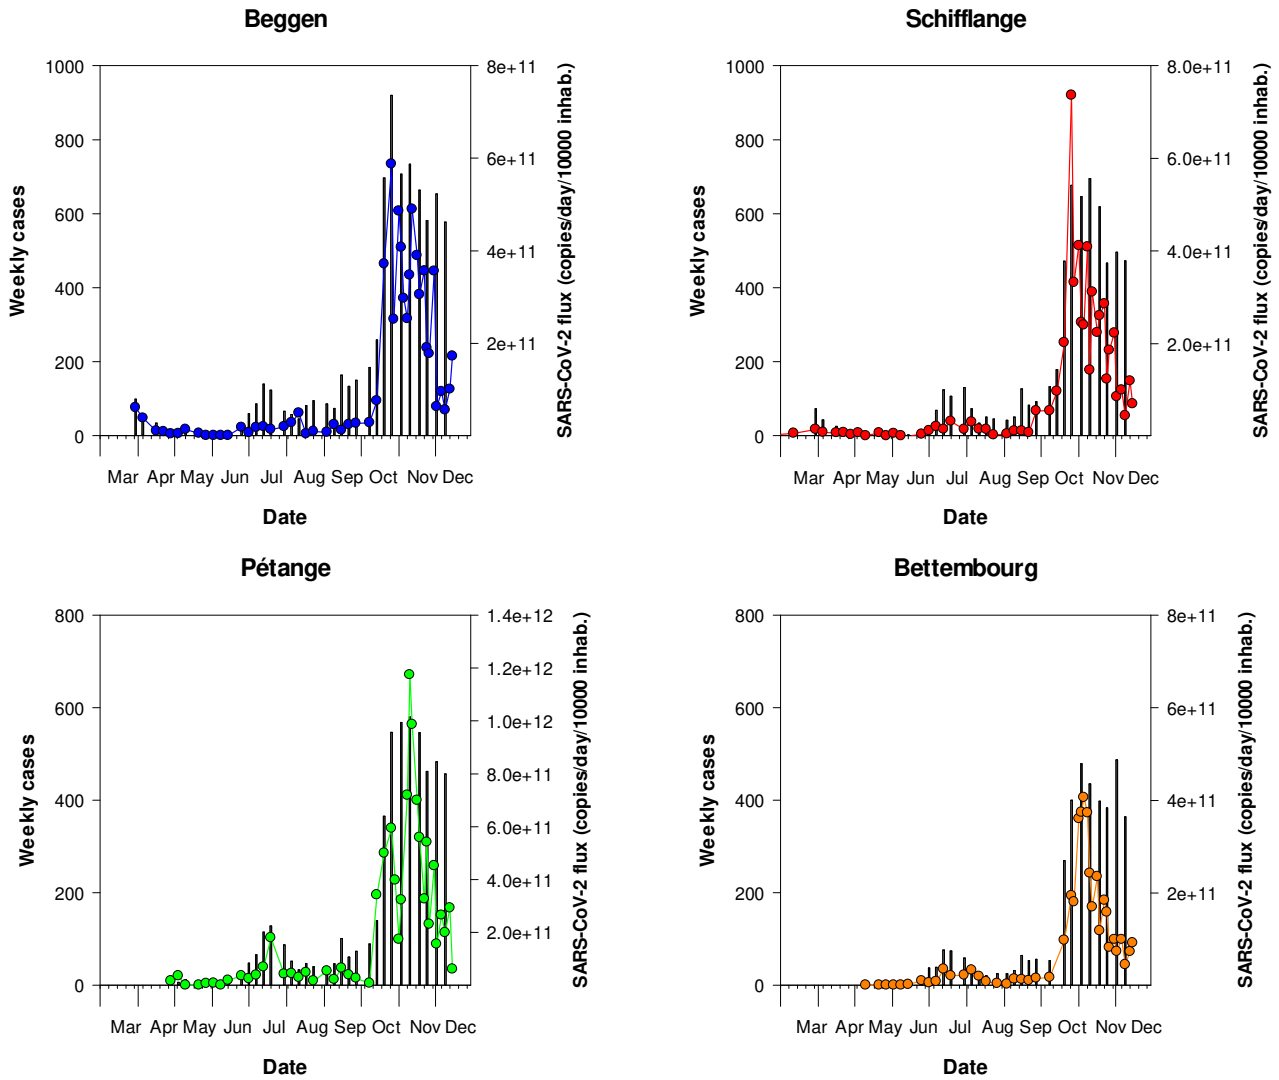 Beggen
Weekly cases
1000
800
600
400
200
0
8e+11
6e+11
4e+11
2e+11
SARS-CoV-2 flux (copies/day/10000 inhab.)
Mar Apr May Jun Jul Aug Sep Oct Nov Dec
Date
Schifflange
Weekly cases
1000
800
600
400
200
0
8.0e+11
6.0e+11
4.0e+11
2.0e+11
SARS-CoV-2 flux (copies/day/10000 inhab.)
Mar Apr May Jun Jul Aug Sep Oct Nov Dec
Date
Pétange
Weekly cases
800
600
400
200
0
1.4e+12
1.2e+12
1.0e+12
8.0e+11
6.0e+11
4.0e+11
2.0e+11
SARS-CoV-2 flux (copies/day/10000 inhab.)
Mar Apr May Jun Jul Aug Sep Oct Nov Dec
Date
Bettembourg
Weekly cases
800
600
400
200
0
8e+11
6e+11
4e+11
2e+11
SARS-CoV-2 flux (copies/day/10000 inhab.)
Mar Apr May Jun Jul Aug Sep Oct Nov Dec
Date